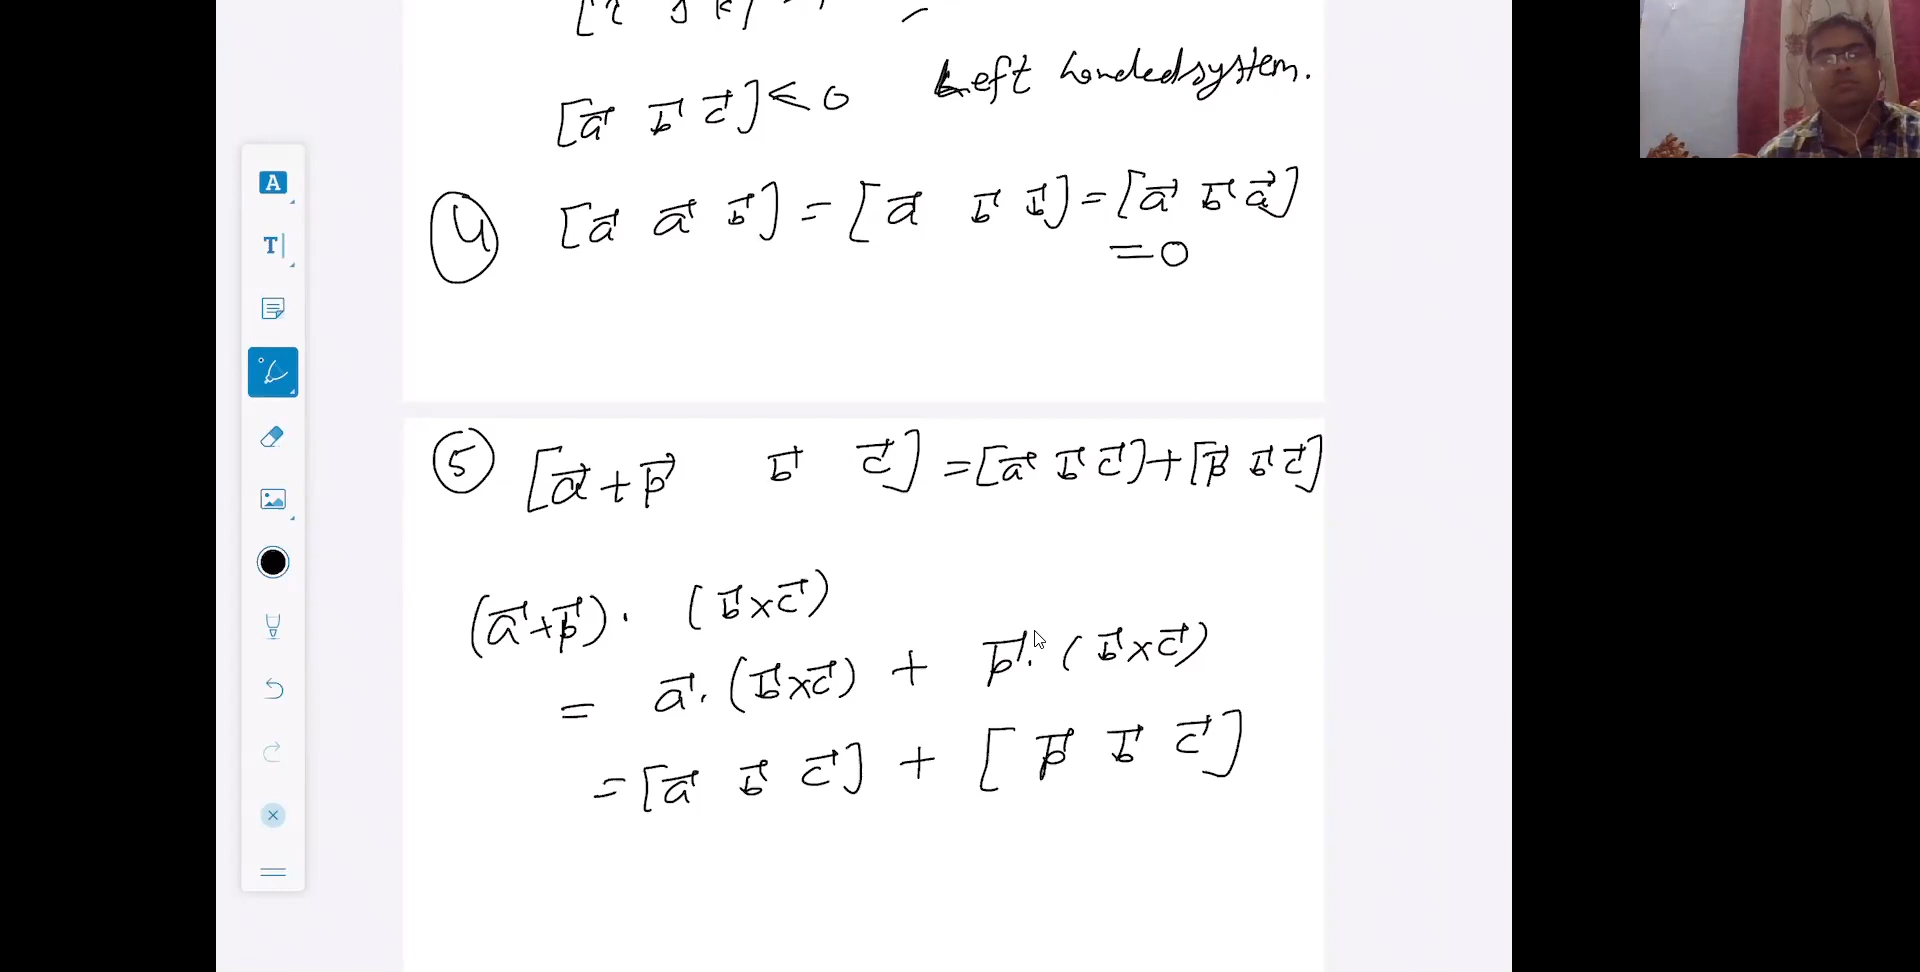 [a⃗ b⃗ c⃗] < 0 Left handed system.
④ [a⃗ a⃗ b⃗] = [a⃗ b⃗ b⃗] = [a⃗ b⃗ a⃗]
= 0
⑤ [a⃗+p⃗ b⃗ c⃗] = [a⃗ b⃗ c⃗] + [p⃗ b⃗ c⃗]
(a⃗+p⃗) · (b⃗×c⃗)
= a⃗ · (b⃗×c⃗) + p⃗ · (b⃗×c⃗)
= [a⃗ b⃗ c⃗] + [p⃗ b⃗ c⃗]